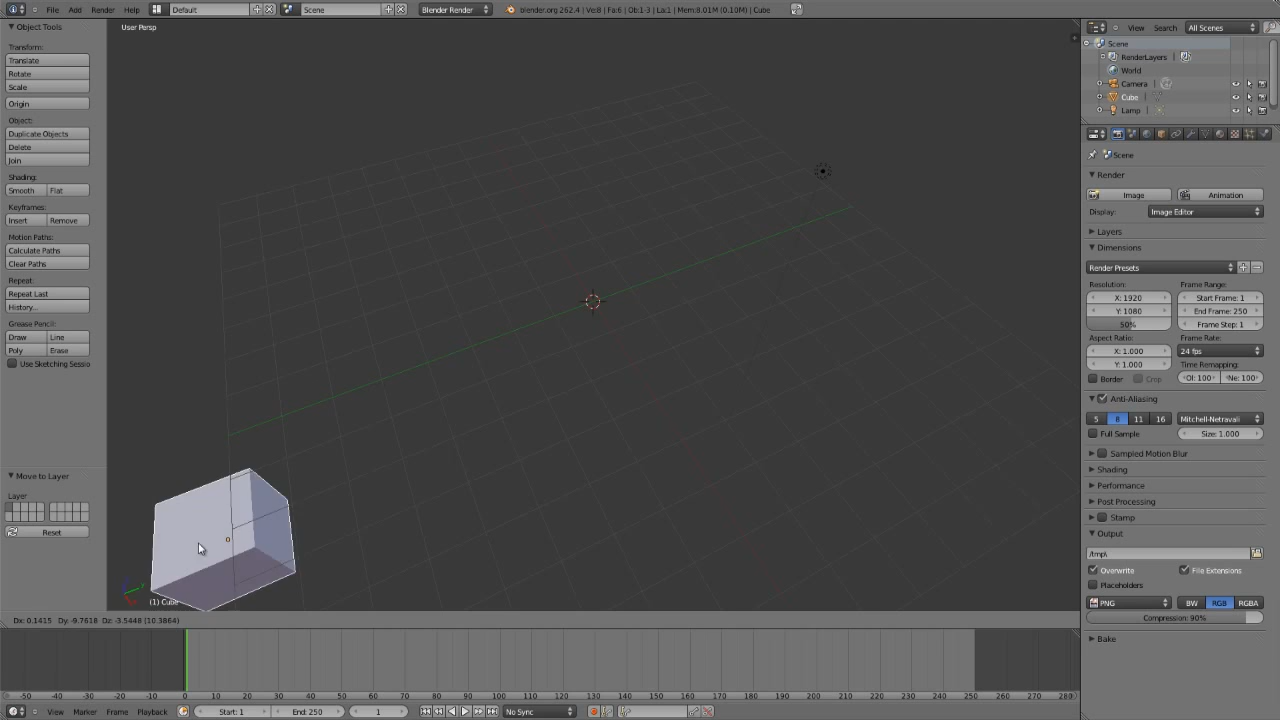 File Add Render Help Default Scene Blender Render blender.org 262.4 | Ve:8 | Fa:6 | Ob:1-3 | La:1 | Mem:8.01M (0.10M) | Cube
Object Tools
Transform:
Translate
Rotate
Scale
Origin
Object:
Duplicate Objects
Delete
Join
Shading:
Smooth Flat
Keyframes:
Insert Remove
Motion Paths:
Calculate Paths
Clear Paths
Repeat:
Repeat Last
History...
Grease Pencil:
Draw Line
Poly Erase
Use Sketching Sessio
Move to Layer
Layer
Reset
User Persp
(1) Cube
Dx: 0.1415 Dy: -9.7618 Dz: -3.5448 (10.3864)
-50 -40 -30 -20 -10 0 10 20 30 40 50 60 70 80 90 100 110 120 130 140 150 160 170 180 190 200 210 220 230 240 250 260 270 280
View Marker Frame Playback Start: 1 End: 250 1 No Sync
View Search All Scenes
Scene
RenderLayers |
World
Camera |
Cube |
Lamp |
Scene
Render
Image Animation
Display: Image Editor
Layers
Dimensions
Render Presets
Resolution: Frame Range:
X: 1920 Start Frame: 1
Y: 1080 End Frame: 250
50% Frame Step: 1
Aspect Ratio: Frame Rate:
X: 1.000 24 fps
Y: 1.000 Time Remapping:
Border Crop Ol: 100 Ne: 100
Anti-Aliasing
5 8 11 16 Mitchell-Netravali
Full Sample Size: 1.000
Sampled Motion Blur
Shading
Performance
Post Processing
Stamp
Output
/tmp\
Overwrite File Extensions
Placeholders
PNG BW RGB RGBA
Compression: 90%
Bake